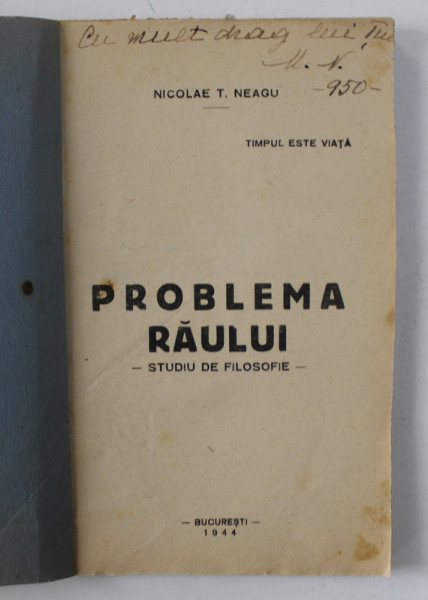 Cu mult drag lui
M. N.
-950-
NICOLAE T. NEAGU
TIMPUL ESTE VIAȚĂ
PROBLEMA
RĂULUI
— STUDIU DE FILOSOFIE —
— BUCUREȘTI —
1944